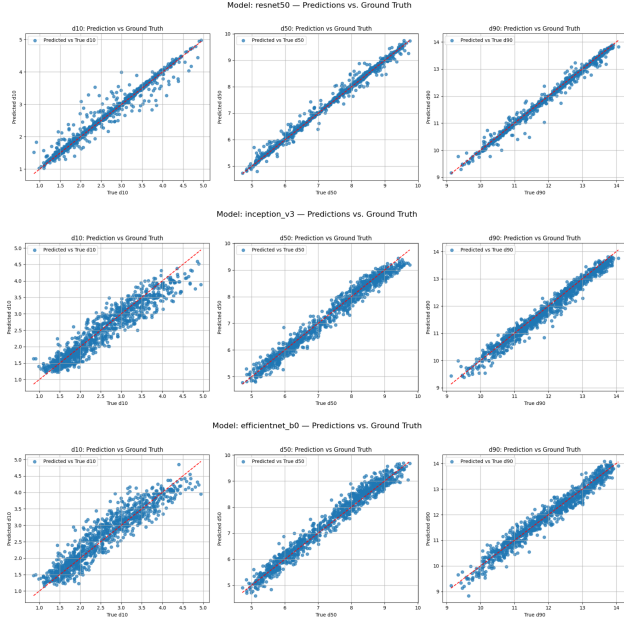 Model: resnet50 — Predictions vs. Ground Truth
d10: Prediction vs Ground Truth
d50: Prediction vs Ground Truth
d90: Prediction vs Ground Truth
Predicted vs True d10
Predicted vs True d50
Predicted vs True d90
Predicted d10
5
4
3
2
1
1.0 1.5 2.0 2.5 3.0 3.5 4.0 4.5 5.0
True d10
Predicted d50
10
9
8
7
6
5
5 6 7 8 9 10
True d50
Predicted d90
14
13
12
11
10
9
9 10 11 12 13 14
True d90
Model: inception_v3 — Predictions vs. Ground Truth
d10: Prediction vs Ground Truth
d50: Prediction vs Ground Truth
d90: Prediction vs Ground Truth
Predicted vs True d10
Predicted vs True d50
Predicted vs True d90
Predicted d10
5.0
4.5
4.0
3.5
3.0
2.5
2.0
1.5
1.0
1.0 1.5 2.0 2.5 3.0 3.5 4.0 4.5 5.0
True d10
Predicted d50
10
9
8
7
6
5
5 6 7 8 9 10
True d50
Predicted d90
14
13
12
11
10
9
9 10 11 12 13 14
True d90
Model: efficientnet_b0 — Predictions vs. Ground Truth
d10: Prediction vs Ground Truth
d50: Prediction vs Ground Truth
d90: Prediction vs Ground Truth
Predicted vs True d10
Predicted vs True d50
Predicted vs True d90
Predicted d10
5.0
4.5
4.0
3.5
3.0
2.5
2.0
1.5
1.0
1.0 1.5 2.0 2.5 3.0 3.5 4.0 4.5 5.0
True d10
Predicted d50
10
9
8
7
6
5
5 6 7 8 9 10
True d50
Predicted d90
14
13
12
11
10
9
9 10 11 12 13 14
True d90